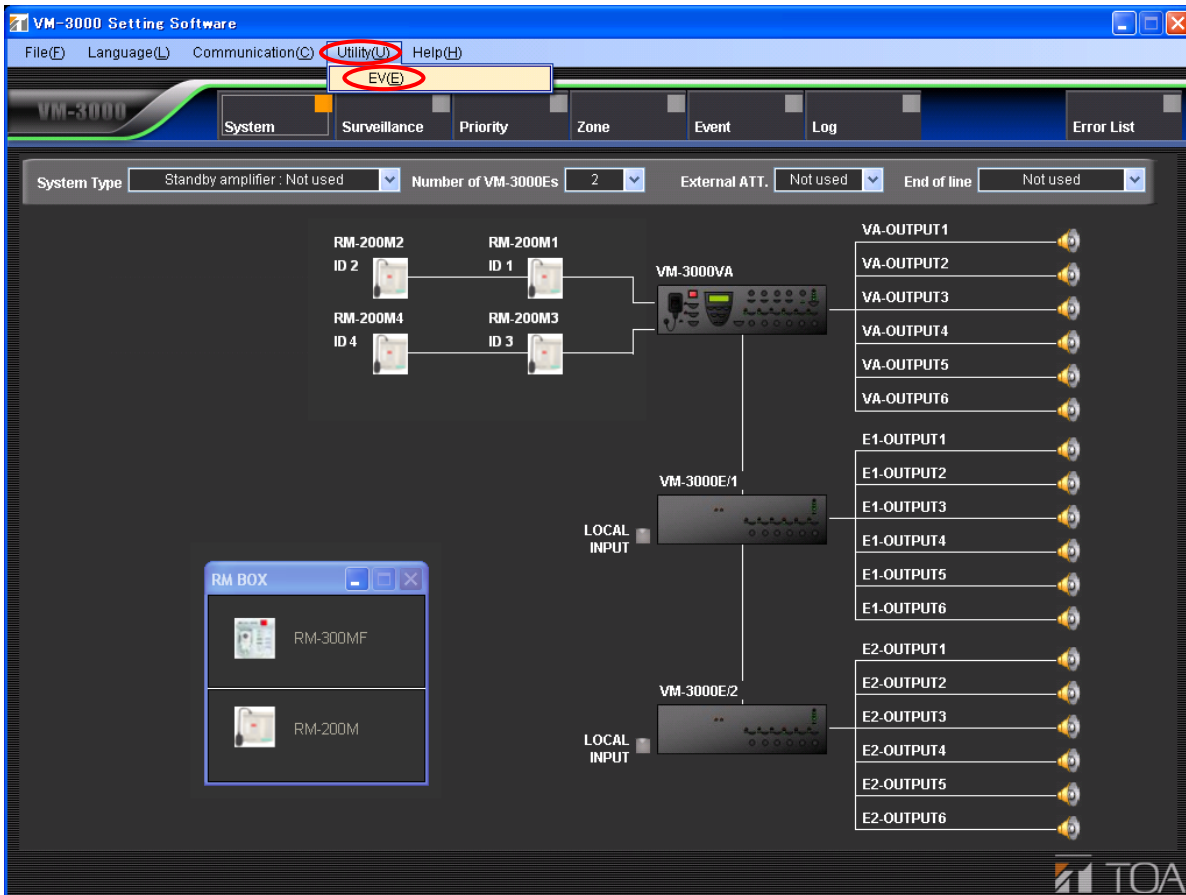 VM-3000 Setting Software
File(F) Language(L) Communication(C) Utility(U) Help(H)
EV(E)
VM-3000
System Surveillance Priority Zone Event Log Error List
System Type Standby amplifier : Not used Number of VM-3000Es 2 External ATT. Not used End of line Not used
RM-200M2 RM-200M1
ID 2 ID 1
RM-200M4 RM-200M3
ID 4 ID 3
VM-3000VA
VA-OUTPUT1
VA-OUTPUT2
VA-OUTPUT3
VA-OUTPUT4
VA-OUTPUT5
VA-OUTPUT6
VM-3000E/1
LOCAL
INPUT
E1-OUTPUT1
E1-OUTPUT2
E1-OUTPUT3
E1-OUTPUT4
E1-OUTPUT5
E1-OUTPUT6
RM BOX
RM-300MF
RM-200M
VM-3000E/2
LOCAL
INPUT
E2-OUTPUT1
E2-OUTPUT2
E2-OUTPUT3
E2-OUTPUT4
E2-OUTPUT5
E2-OUTPUT6
TOA